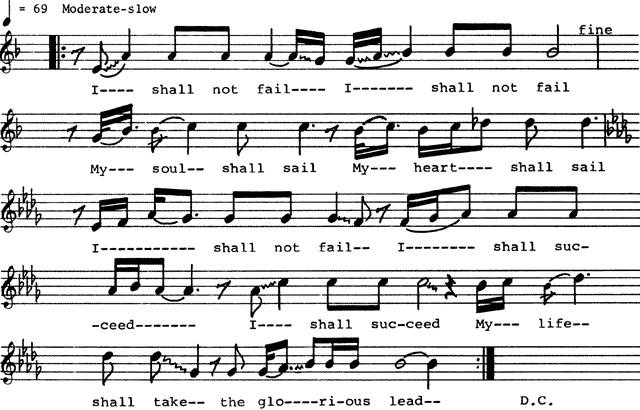 = 69 Moderate-slow
fine
I---- shall not fail---- I------- shall not fail
My--- soul-- shall sail My--- heart---- shall sail
I--------- shall not fail-- I------- shall suc-
-ceed------- I---- shall suc-ceed My--- life--
shall take-- the glo----ri-ous lead-- D.C.